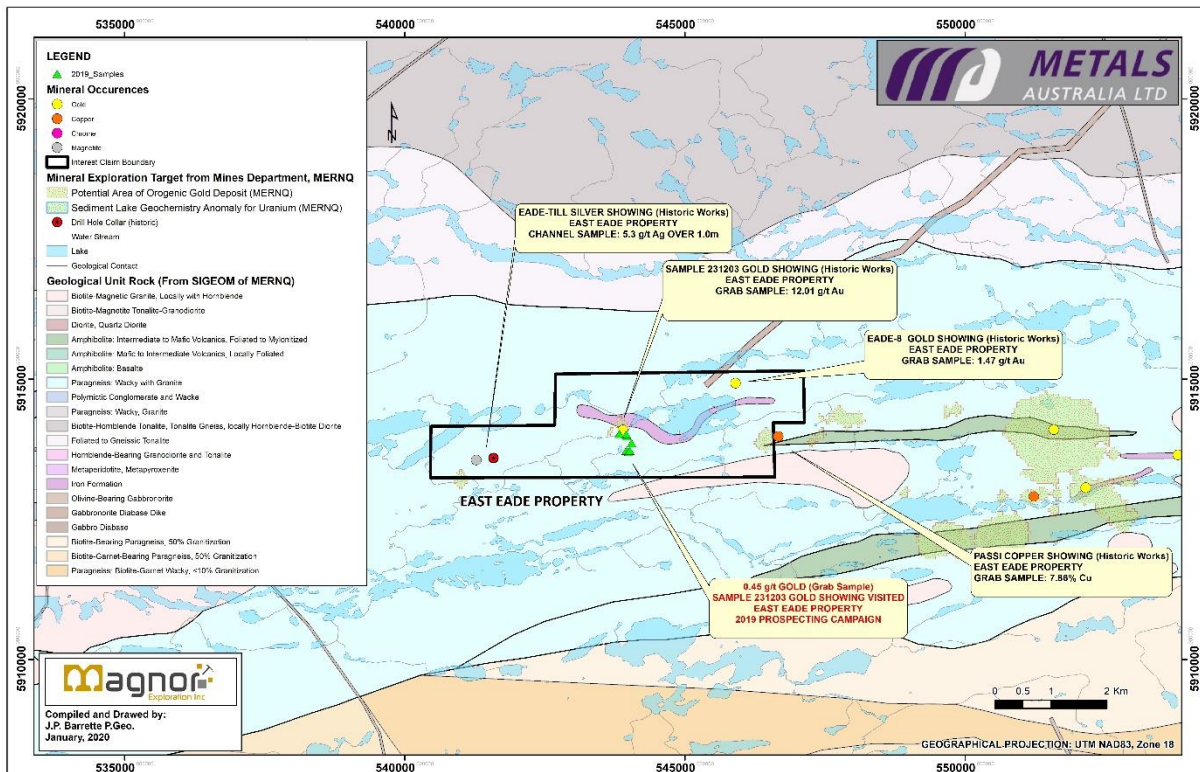 535000
540000
545000
550000
5920000
5920000
5915000
5915000
5910000
5910000
535000
540000
545000
550000
LEGEND
2019_Samples
Mineral Occurences
Gold
Copper
Chrome
Magnetite
Interest Claim Boundary
Mineral Exploration Target from Mines Department, MERNQ
Potential Area of Orogenic Gold Deposit (MERNQ)
Sediment Lake Geochemistry Anomaly for Uranium (MERNQ)
Drill Hole Collar (historic)
Water Stream
Lake
Geological Contact
Geological Unit Rock (From SIGEOM of MERNQ)
Biotite-Magnetic Granite, Locally with Hornblende
Biotite-Magnetite Tonalite-Granodiorite
Diorite, Quartz Diorite
Amphibolite: Intermediate to Mafic Volcanics, Foliated to Mylonitized
Amphibolite: Mafic to Intermediate Volcanics, Locally Foliated
Amphibolite: Basalte
Paragneiss: Wacky with Granite
Polymictic Conglomerate and Wacke
Paragneiss: Wacky, Granite
Biotite-Hornblende Tonalite, Tonalite Gneiss, locally Hornblende-Biotite Diorite
Foliated to Gneissic Tonalite
Hornblende-Bearing Granodiorite and Tonalite
Metaperidotite, Metapyroxenite
Iron Formation
Olivine-Bearing Gabbronorite
Gabbronorite Diabase Dike
Gabbro Diabase
Biotite-Bearing Paragneiss, 50% Granitization
Biotite-Garnet-Bearing Paragneiss, 50% Granitization
Paragneiss: Biotite-Garnet Wacky, <10% Granitization
N
METALS
AUSTRALIA LTD
EADE-TILL SILVER SHOWING (Historic Works)
EAST EADE PROPERTY
CHANNEL SAMPLE: 5.3 g/t Ag OVER 1.0m
SAMPLE 231203 GOLD SHOWING (Historic Works)
EAST EADE PROPERTY
GRAB SAMPLE: 12.01 g/t Au
EADE-8 GOLD SHOWING (Historic Works)
EAST EADE PROPERTY
GRAB SAMPLE: 1.47 g/t Au
EAST EADE PROPERTY
PASSI COPPER SHOWING (Historic Works)
EAST EADE PROPERTY
GRAB SAMPLE: 7.88% Cu
0.45 g/t GOLD (Grab Sample)
SAMPLE 231203 GOLD SHOWING VISITED
EAST EADE PROPERTY
2019 PROSPECTING CAMPAIGN
magnor
Exploration Inc
Compiled and Drawed by:
J.P. Barrette P.Geo.
January, 2020
0 0.5 1 2 Km
GEOGRAPHICAL PROJECTION: UTM NAD83, Zone 18